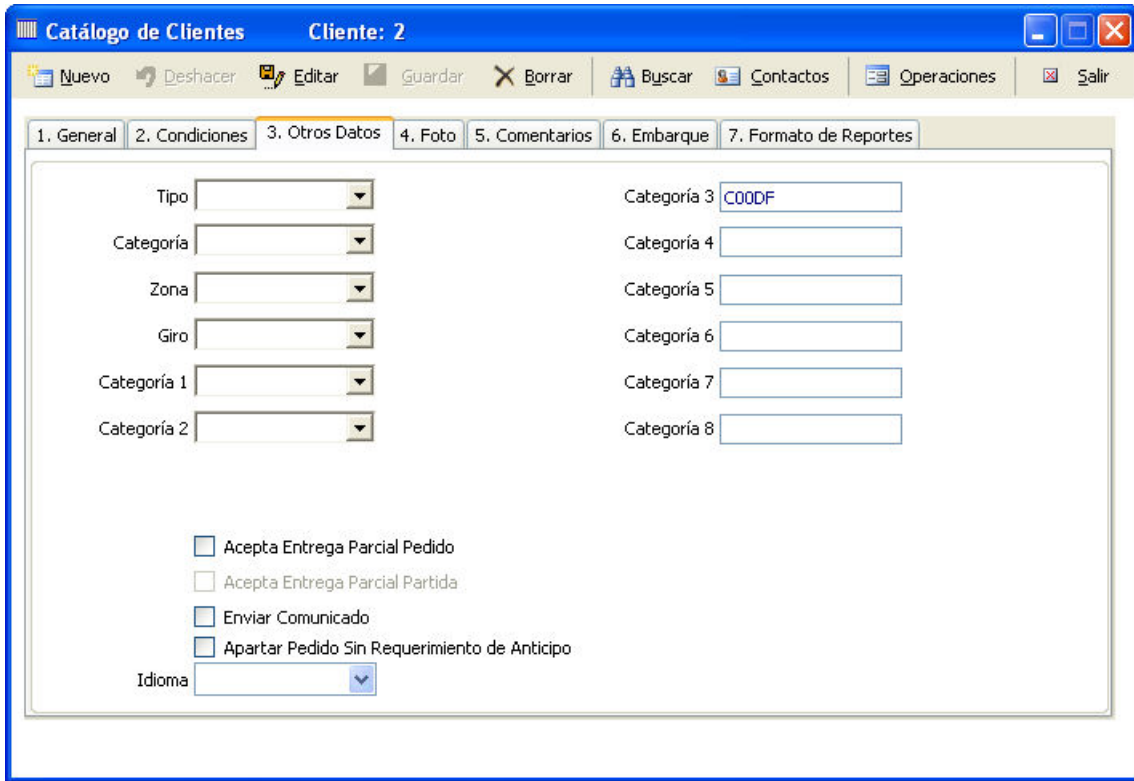 Catálogo de Clientes Cliente: 2
Nuevo Deshacer Editar Guardar Borrar Buscar Contactos Operaciones Salir
1. General 2. Condiciones 3. Otros Datos 4. Foto 5. Comentarios 6. Embarque 7. Formato de Reportes
Tipo Categoría 3 C00DF
Categoría Categoría 4
Zona Categoría 5
Giro Categoría 6
Categoría 1 Categoría 7
Categoría 2 Categoría 8
Acepta Entrega Parcial Pedido
Acepta Entrega Parcial Partida
Enviar Comunicado
Apartar Pedido Sin Requerimiento de Anticipo
Idioma